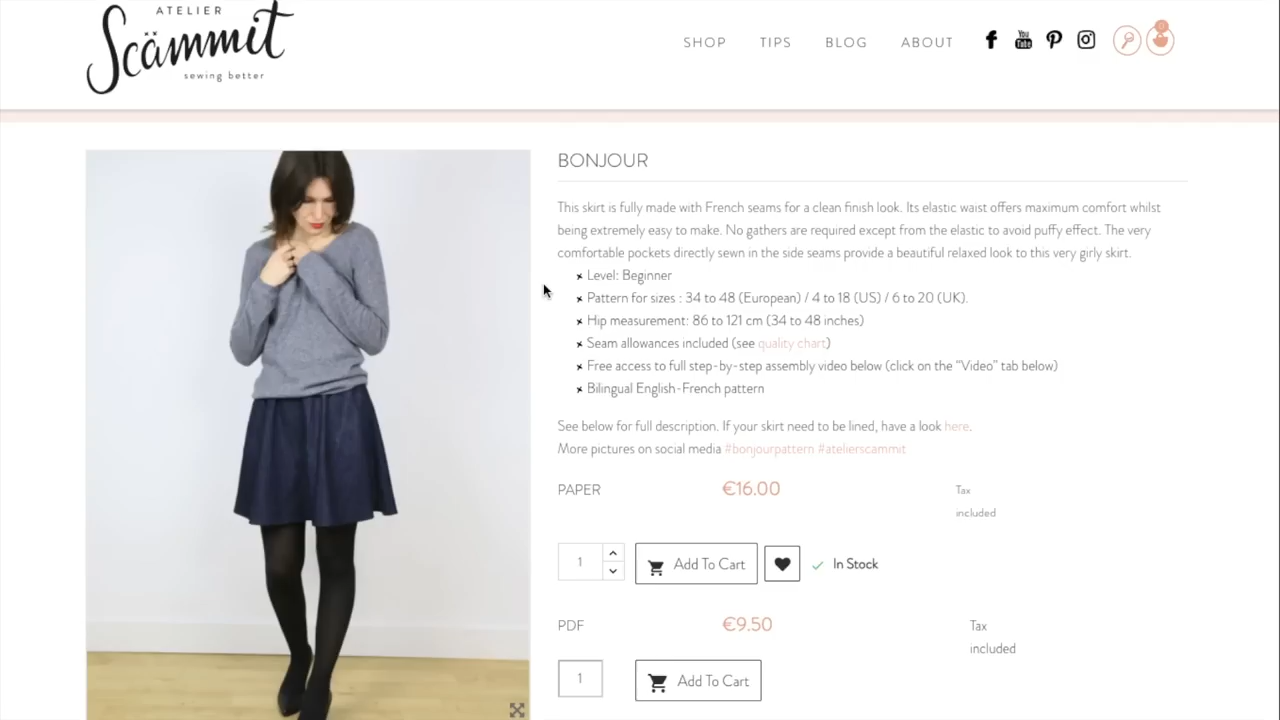 ATELIER
Scämmit
sewing better
SHOP TIPS BLOG ABOUT You Tube 0
BONJOUR
This skirt is fully made with French seams for a clean finish look. Its elastic waist offers maximum comfort whilst
being extremely easy to make. No gathers are required except from the elastic to avoid puffy effect. The very
comfortable pockets directly sewn in the side seams provide a beautiful relaxed look to this very girly skirt.
Level: Beginner
Pattern for sizes : 34 to 48 (European) / 4 to 18 (US) / 6 to 20 (UK).
Hip measurement: 86 to 121 cm (34 to 48 inches)
Seam allowances included (see quality chart)
Free access to full step-by-step assembly video below (click on the "Video" tab below)
Bilingual English-French pattern
See below for full description. If your skirt need to be lined, have a look here.
More pictures on social media #bonjourpattern #atelierscammit
PAPER €16.00 Tax
included
1 Add To Cart In Stock
PDF €9.50 Tax
included
1 Add To Cart